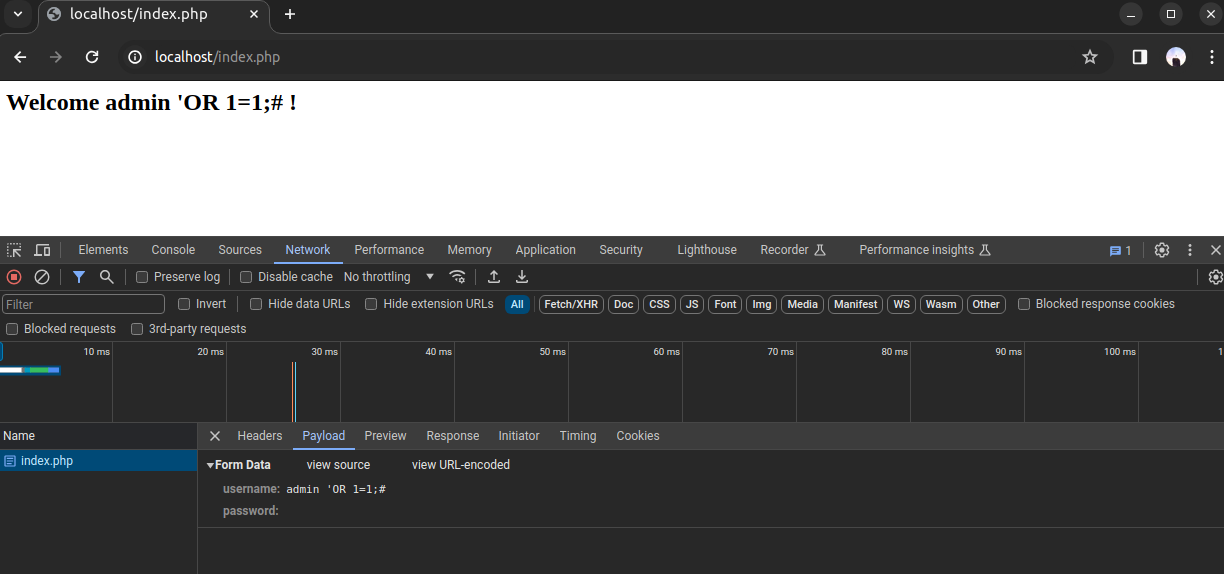 localhost/index.php
localhost/index.php
Welcome admin 'OR 1=1;# !
Elements Console Sources Network Performance Memory Application Security Lighthouse Recorder Performance insights 1
Preserve log Disable cache No throttling
Filter Invert Hide data URLs Hide extension URLs All Fetch/XHR Doc CSS JS Font Img Media Manifest WS Wasm Other Blocked response cookies
Blocked requests 3rd-party requests
10 ms 20 ms 30 ms 40 ms 50 ms 60 ms 70 ms 80 ms 90 ms 100 ms 1
Name Headers Payload Preview Response Initiator Timing Cookies
index.php
Form Data view source view URL-encoded
username: admin 'OR 1=1;#
password: